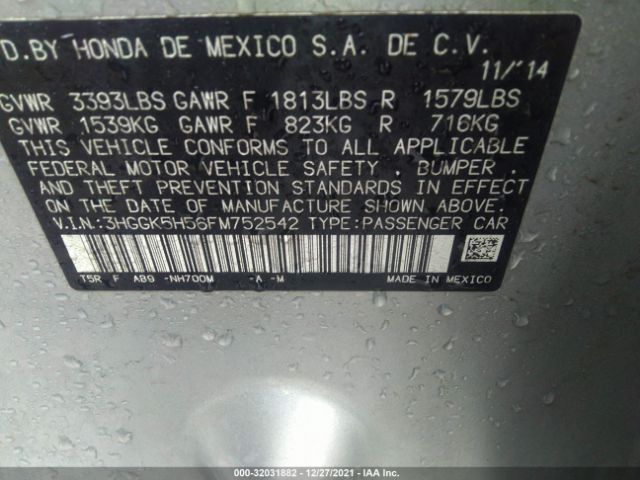 D.BY HONDA DE MEXICO S.A. DE C.V.
11/'14
GVWR 3393LBS GAWR F 1813LBS R 1579LBS
GVWR 1539KG GAWR F 823KG R 716KG
THIS VEHICLE CONFORMS TO ALL APPLICABLE
FEDERAL MOTOR VEHICLE SAFETY , BUMPER ,
AND THEFT PREVENTION STANDARDS IN EFFECT
ON THE DATE OF MANUFACTURE SHOWN ABOVE.
V.I.N.:3HGGK5H56FM752542 TYPE:PASSENGER CAR
T5R F AB9 -NH700M -A -M MADE IN MEXICO
000-32031882 - 12/27/2021 - IAA Inc.